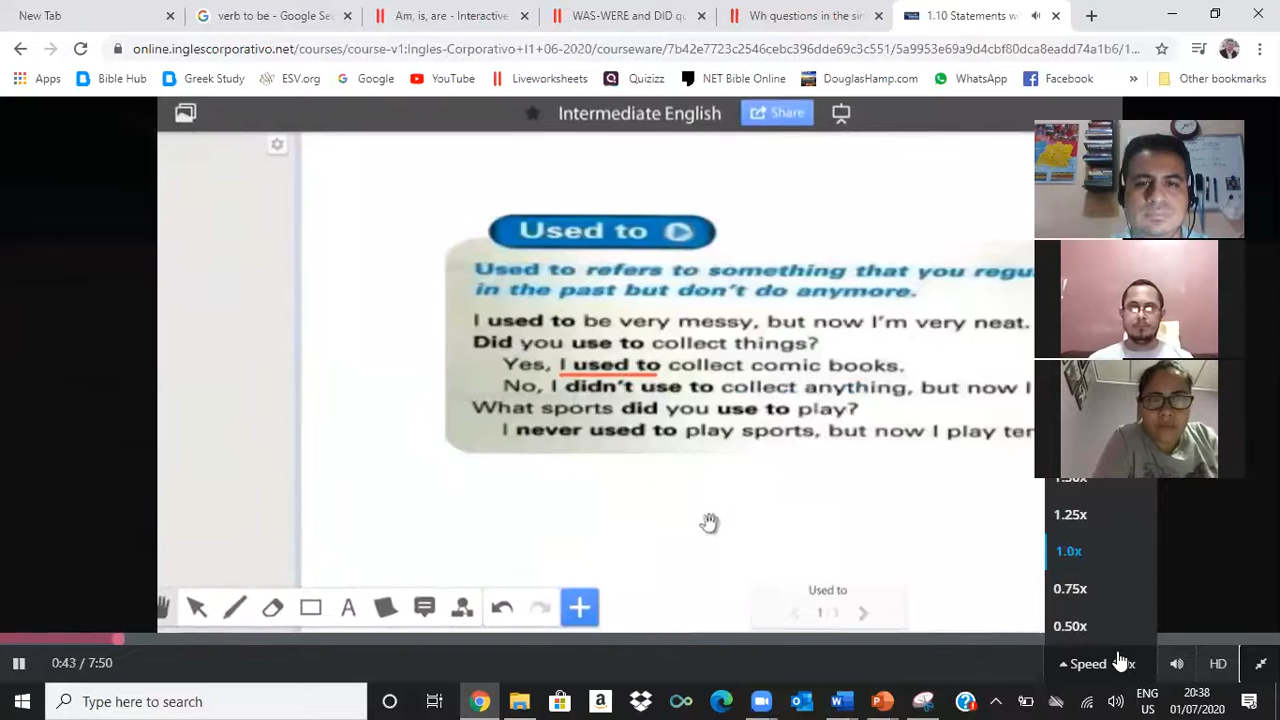 New Tab
verb to be - Google Se
Am, is, are - Interactive
WAS-WERE and DID qu
Wh questions in the sim
1.10 Statements w
online.inglescorporativo.net/courses/course-v1:Ingles-Corporativo+I1+06-2020/courseware/7b42e7723c2546cebc396dde69c3c551/5a9953e69a9d4cbf80dca8eadd74a1b6/1...
Apps
Bible Hub
Greek Study
ESV.org
Google
YouTube
Liveworksheets
Quizizz
NET Bible Online
DouglasHamp.com
WhatsApp
Facebook
»
Other bookmarks
Intermediate English
Share
Used to
Used to refers to something that you regu
in the past but don't do anymore.
I used to be very messy, but now I'm very neat.
Did you use to collect things?
Yes, I used to collect comic books.
No, I didn't use to collect anything, but now I
What sports did you use to play?
I never used to play sports, but now I play ten
1.25x
1.0x
0.75x
0.50x
Used to
1/3
0:43 / 7:50
Speed
HD
Type here to search
ENG
US
20:38
01/07/2020